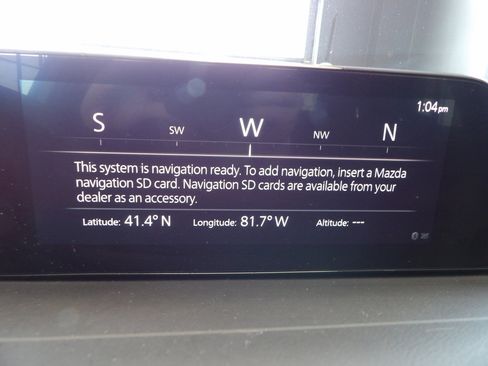 1:04pm
S SW W NW N
This system is navigation ready. To add navigation, insert a Mazda
navigation SD card. Navigation SD cards are available from your
dealer as an accessory.
Latitude: 41.4° N Longitude: 81.7° W Altitude: ---